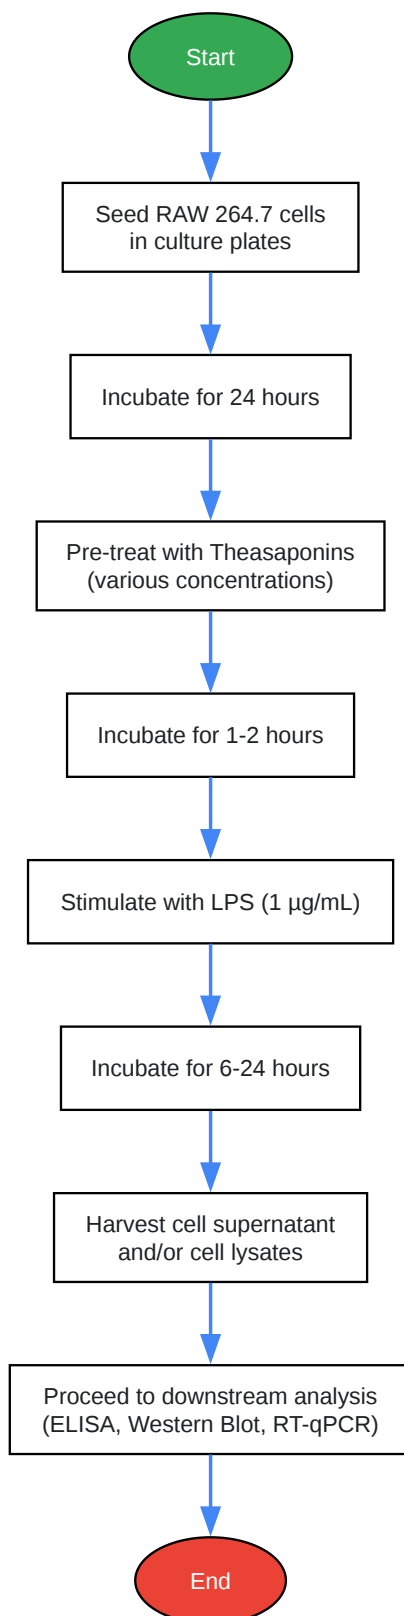 Start
Seed RAW 264.7 cells
in culture plates
Incubate for 24 hours
Pre-treat with Theasaponins
(various concentrations)
Incubate for 1-2 hours
Stimulate with LPS (1 µg/mL)
Incubate for 6-24 hours
Harvest cell supernatant
and/or cell lysates
Proceed to downstream analysis
(ELISA, Western Blot, RT-qPCR)
End